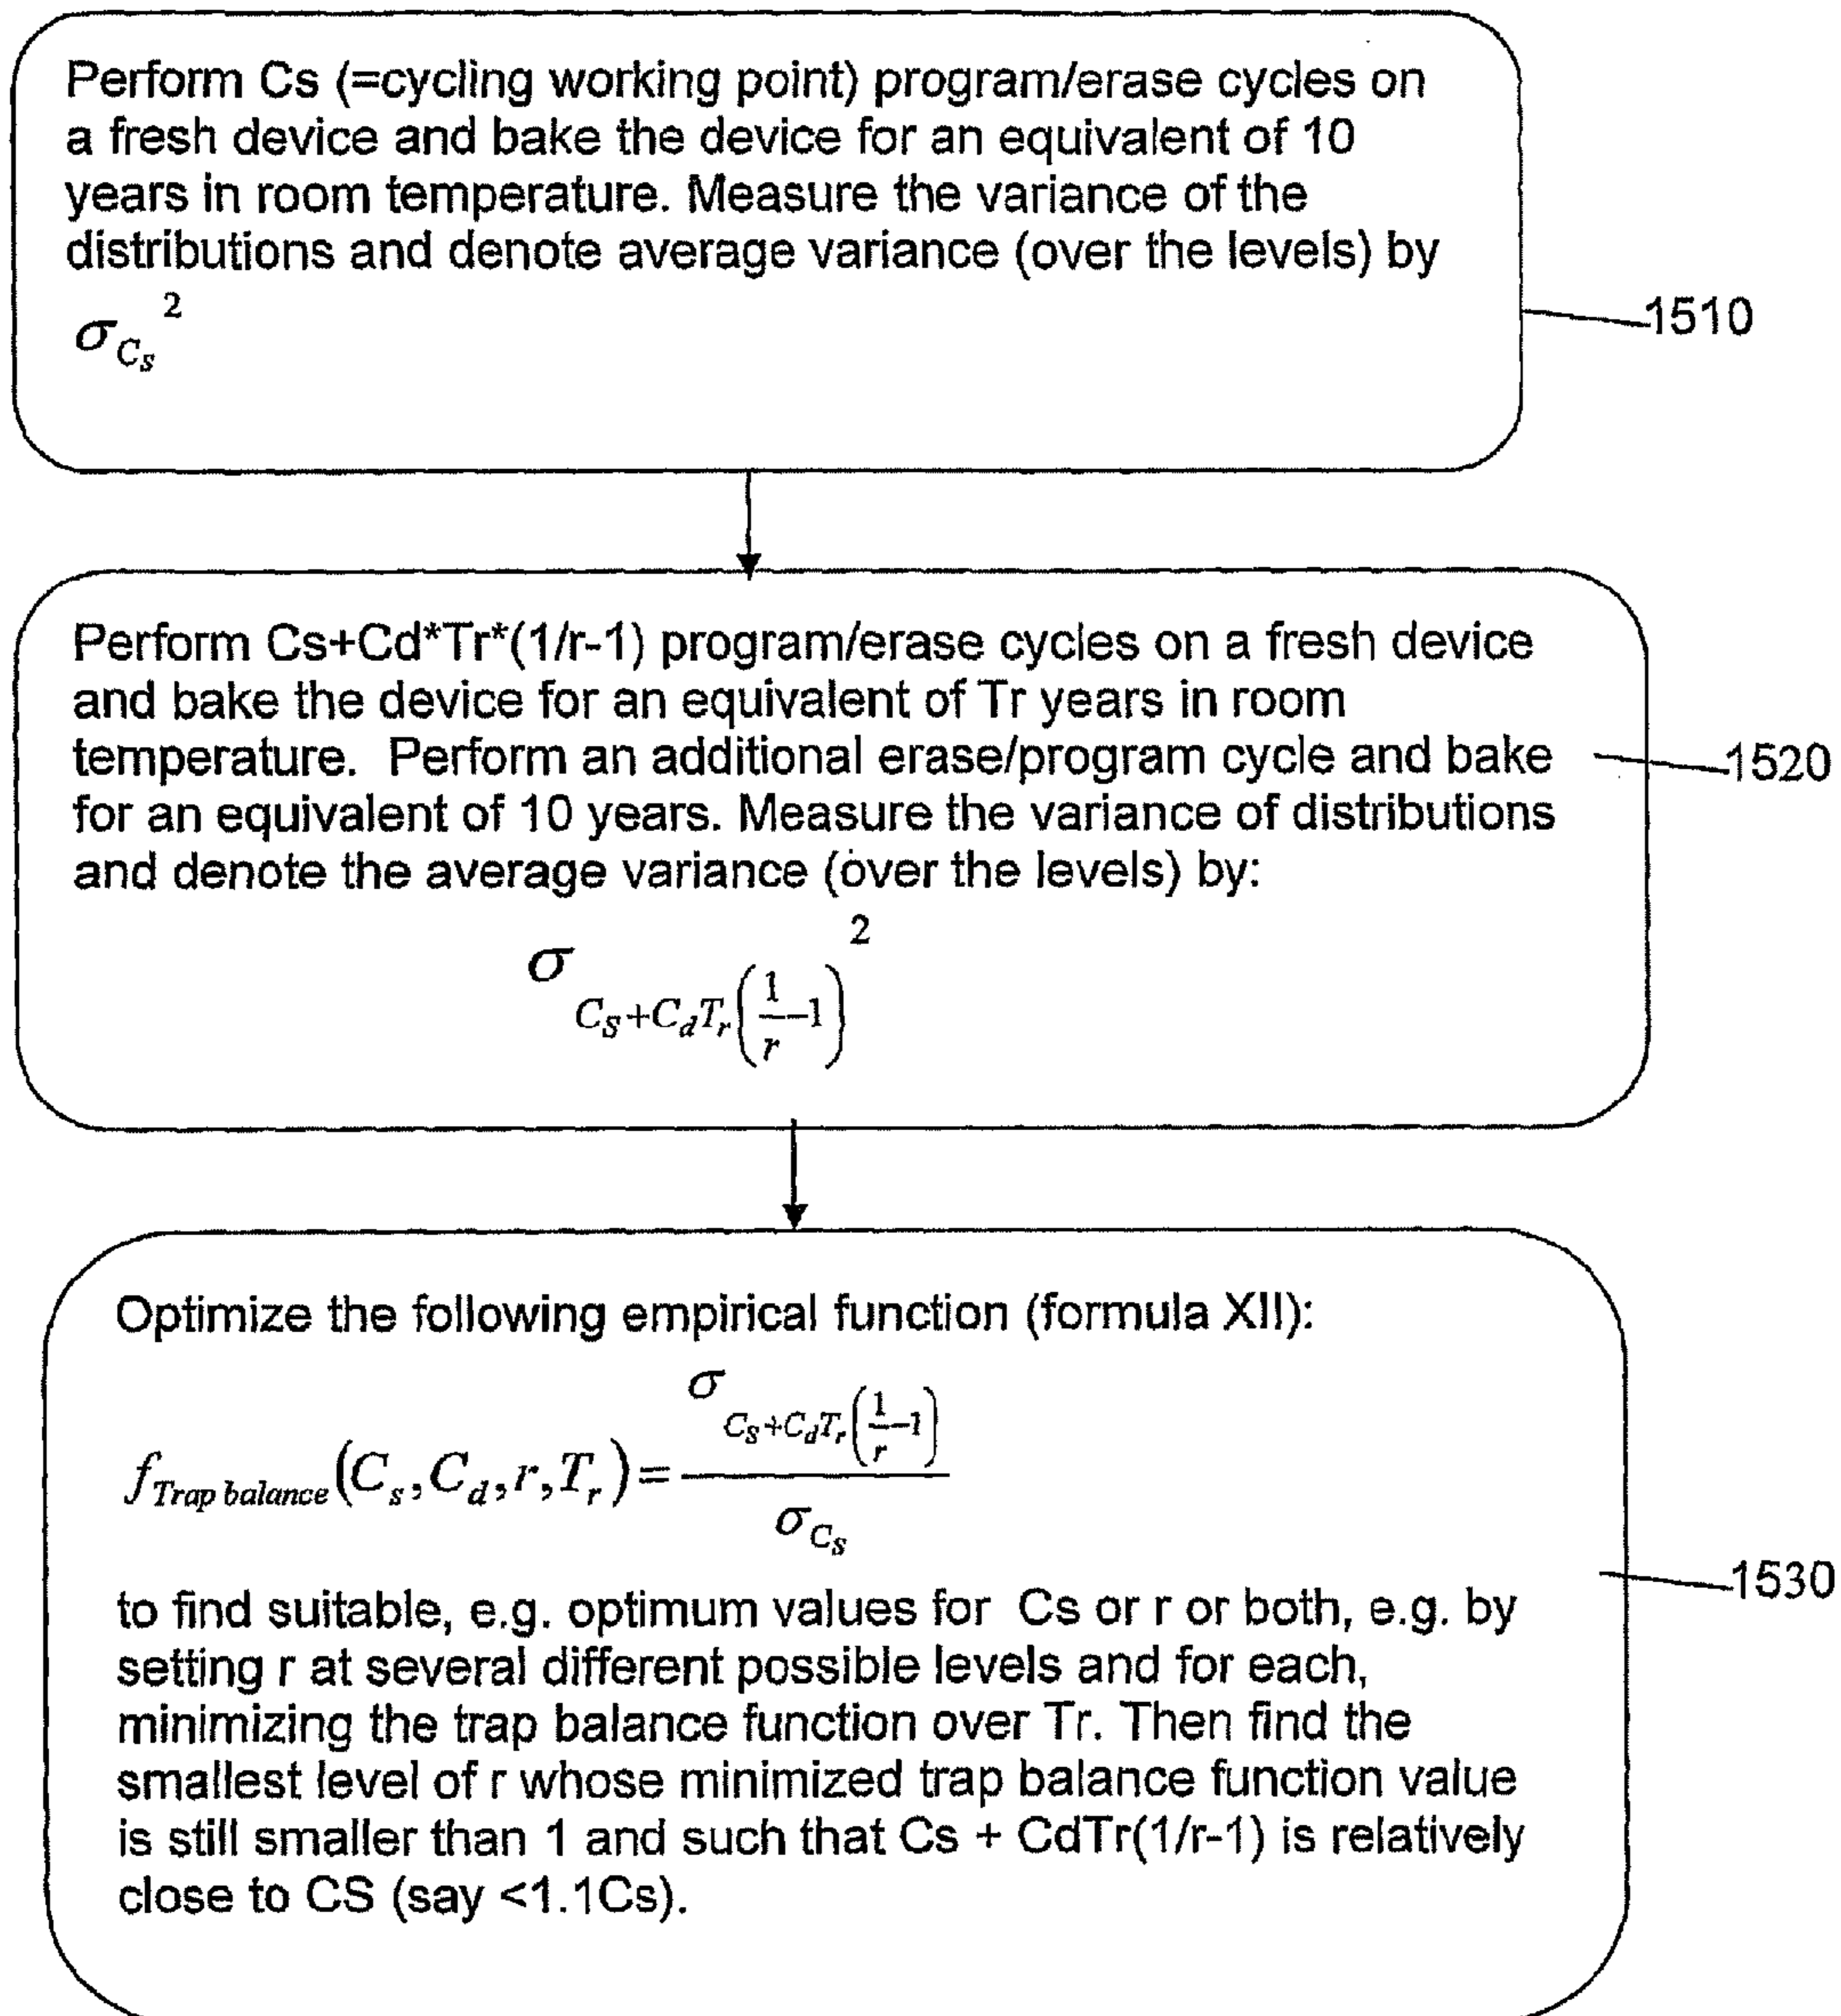 Perform Cs (=cycling working point) program/erase cycles on
a fresh device and bake the device for an equivalent of 10
years in room temperature. Measure the variance of the
distributions and denote average variance (over the levels) by
σ_{C_s}^2
1510
Perform Cs+Cd*Tr*(1/r-1) program/erase cycles on a fresh device
and bake the device for an equivalent of Tr years in room
temperature. Perform an additional erase/program cycle and bake
for an equivalent of 10 years. Measure the variance of distributions
and denote the average variance (over the levels) by:
1520
σ_{C_S+C_dT_r(1/r-1)}^2
Optimize the following empirical function (formula XII):
f_{Trap balance}(C_s,C_d,r,T_r)=σ_{C_S+C_dT_r(1/r-1)}/σ_{C_S}
to find suitable, e.g. optimum values for Cs or r or both, e.g. by
1530
setting r at several different possible levels and for each,
minimizing the trap balance function over Tr. Then find the
smallest level of r whose minimized trap balance function value
is still smaller than 1 and such that Cs + CdTr(1/r-1) is relatively
close to CS (say <1.1Cs).